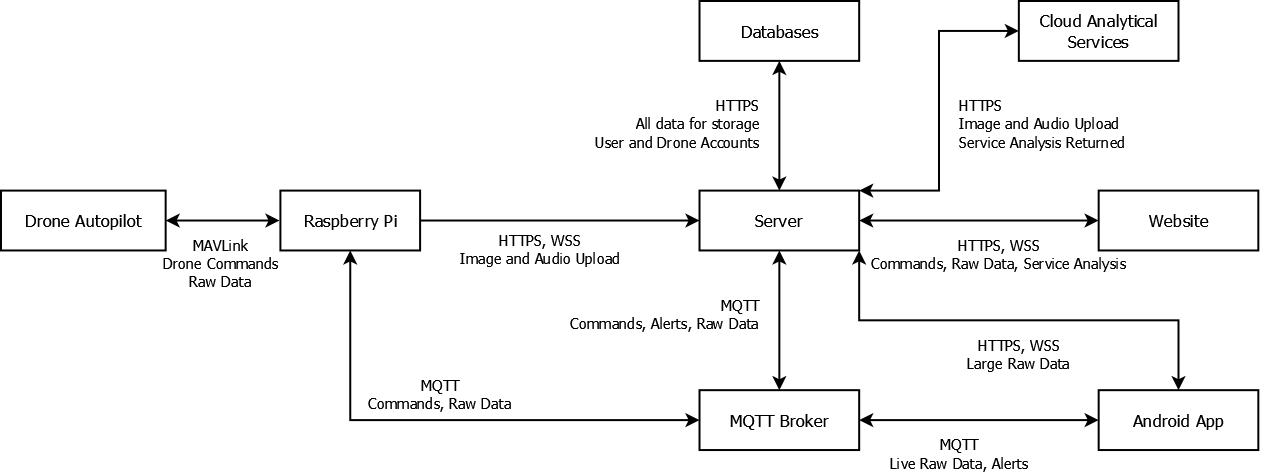 Databases
Cloud Analytical
Services
HTTPS
All data for storage
User and Drone Accounts
HTTPS
Image and Audio Upload
Service Analysis Returned
Drone Autopilot
Raspberry Pi
Server
Website
MAVLink
Drone Commands
Raw Data
HTTPS, WSS
Image and Audio Upload
HTTPS, WSS
Commands, Raw Data, Service Analysis
MQTT
Commands, Alerts, Raw Data
HTTPS, WSS
Large Raw Data
MQTT
Commands, Raw Data
MQTT Broker
Android App
MQTT
Live Raw Data, Alerts